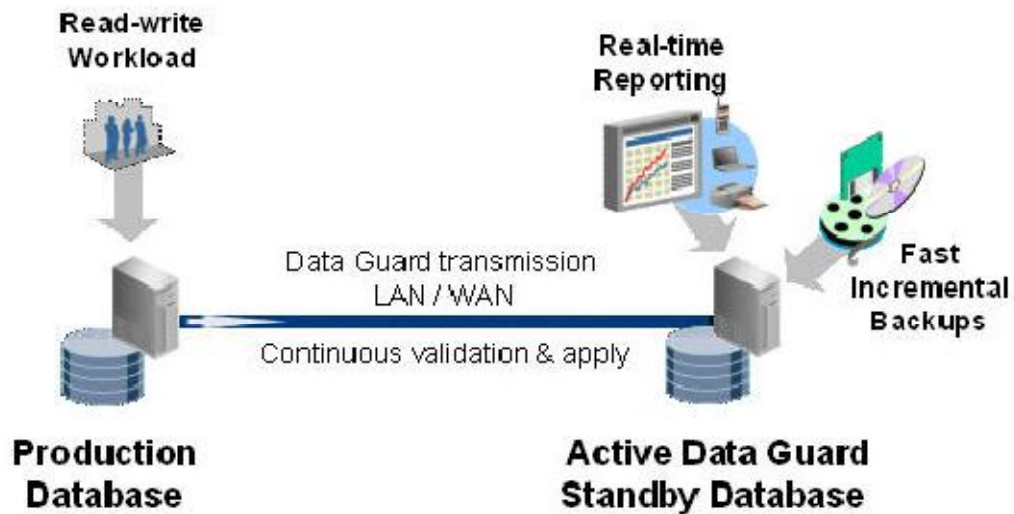 Read-write
Workload
Real-time
Reporting
Fast
Incremental
Backups
Data Guard transmission
LAN / WAN
Continuous validation & apply
Production
Database
Active Data Guard
Standby Database